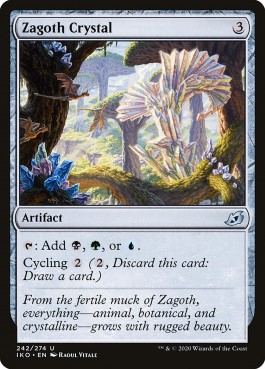 Zagoth Crystal 3
Artifact
: Add , , or .
Cycling 2 (2, Discard this card:
Draw a card.)
From the fertile muck of Zagoth,
everything—animal, botanical, and
crystalline—grows with rugged beauty.
242/274 U
IKO • EN Raoul Vitale ™ & © 2020 Wizards of the Coast